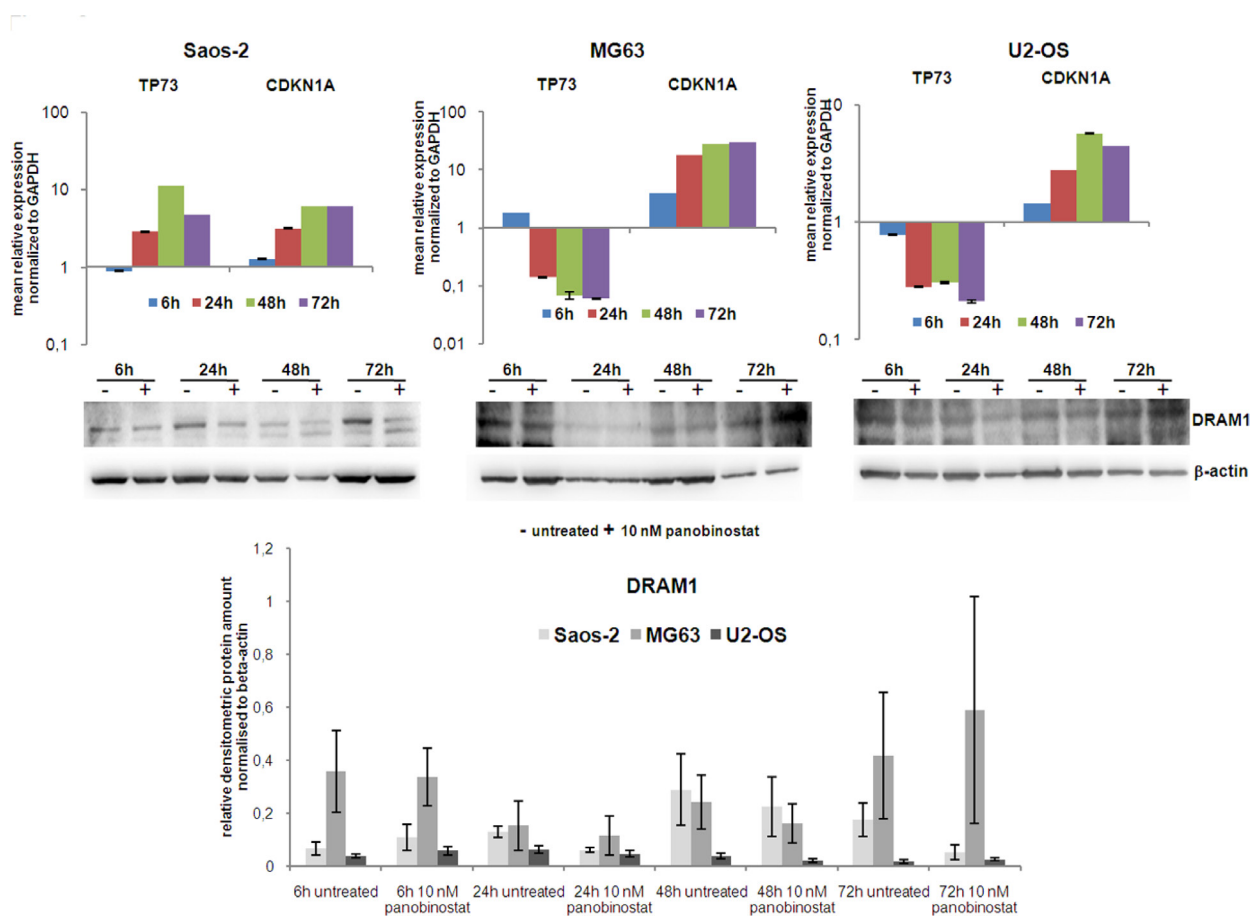 Saos-2
TP73 CDKN1A
mean relative expression
normalized to GAPDH
100
10
1
0,1
6h 24h 48h 72h
MG63
TP73 CDKN1A
mean relative expression
normalized to GAPDH
100
10
1
0,1
0,01
6h 24h 48h 72h
U2-OS
TP73 CDKN1A
mean relative expression
normalized to GAPDH
10
1
0,1
6h 24h 48h 72h
6h 24h 48h 72h
- + - + - + - +
6h 24h 48h 72h
- + - + - + - +
6h 24h 48h 72h
- + - + - + - +
DRAM1
β-actin
- untreated + 10 nM panobinostat
DRAM1
Saos-2 MG63 U2-OS
relative densitometric protein amount
normalised to beta-actin
1,2
1
0,8
0,6
0,4
0,2
0
6h untreated 6h 10 nM 24h untreated 24h 10 nM 48h untreated 48h 10 nM 72h untreated 72h 10 nM
panobinostat panobinostat panobinostat panobinostat